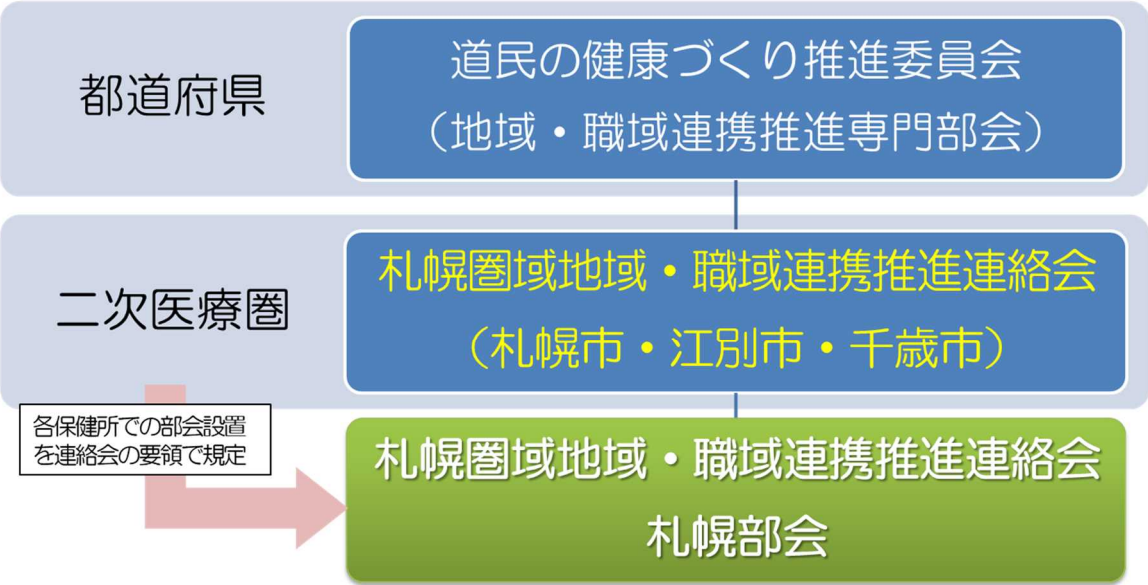 都道府県
道民の健康づくり推進委員会
（地域・職域連携推進専門部会）
二次医療圏
札幌圏域地域・職域連携推進連絡会
（札幌市・江別市・千歳市）
各保健所での部会設置
を連絡会の要領で規定
札幌圏域地域・職域連携推進連絡会
札幌部会